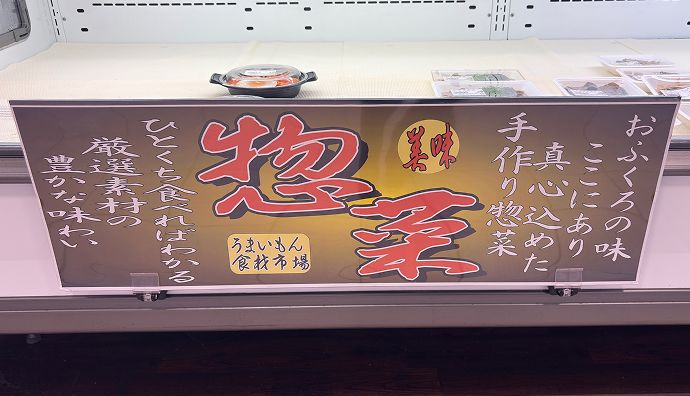 おふくろの味
ここにあり
真心込めた
手作り惣菜
美味
惣菜
うまいもん
食材市場
ひとくち食べればわかる
厳選素材の
豊かな味わい